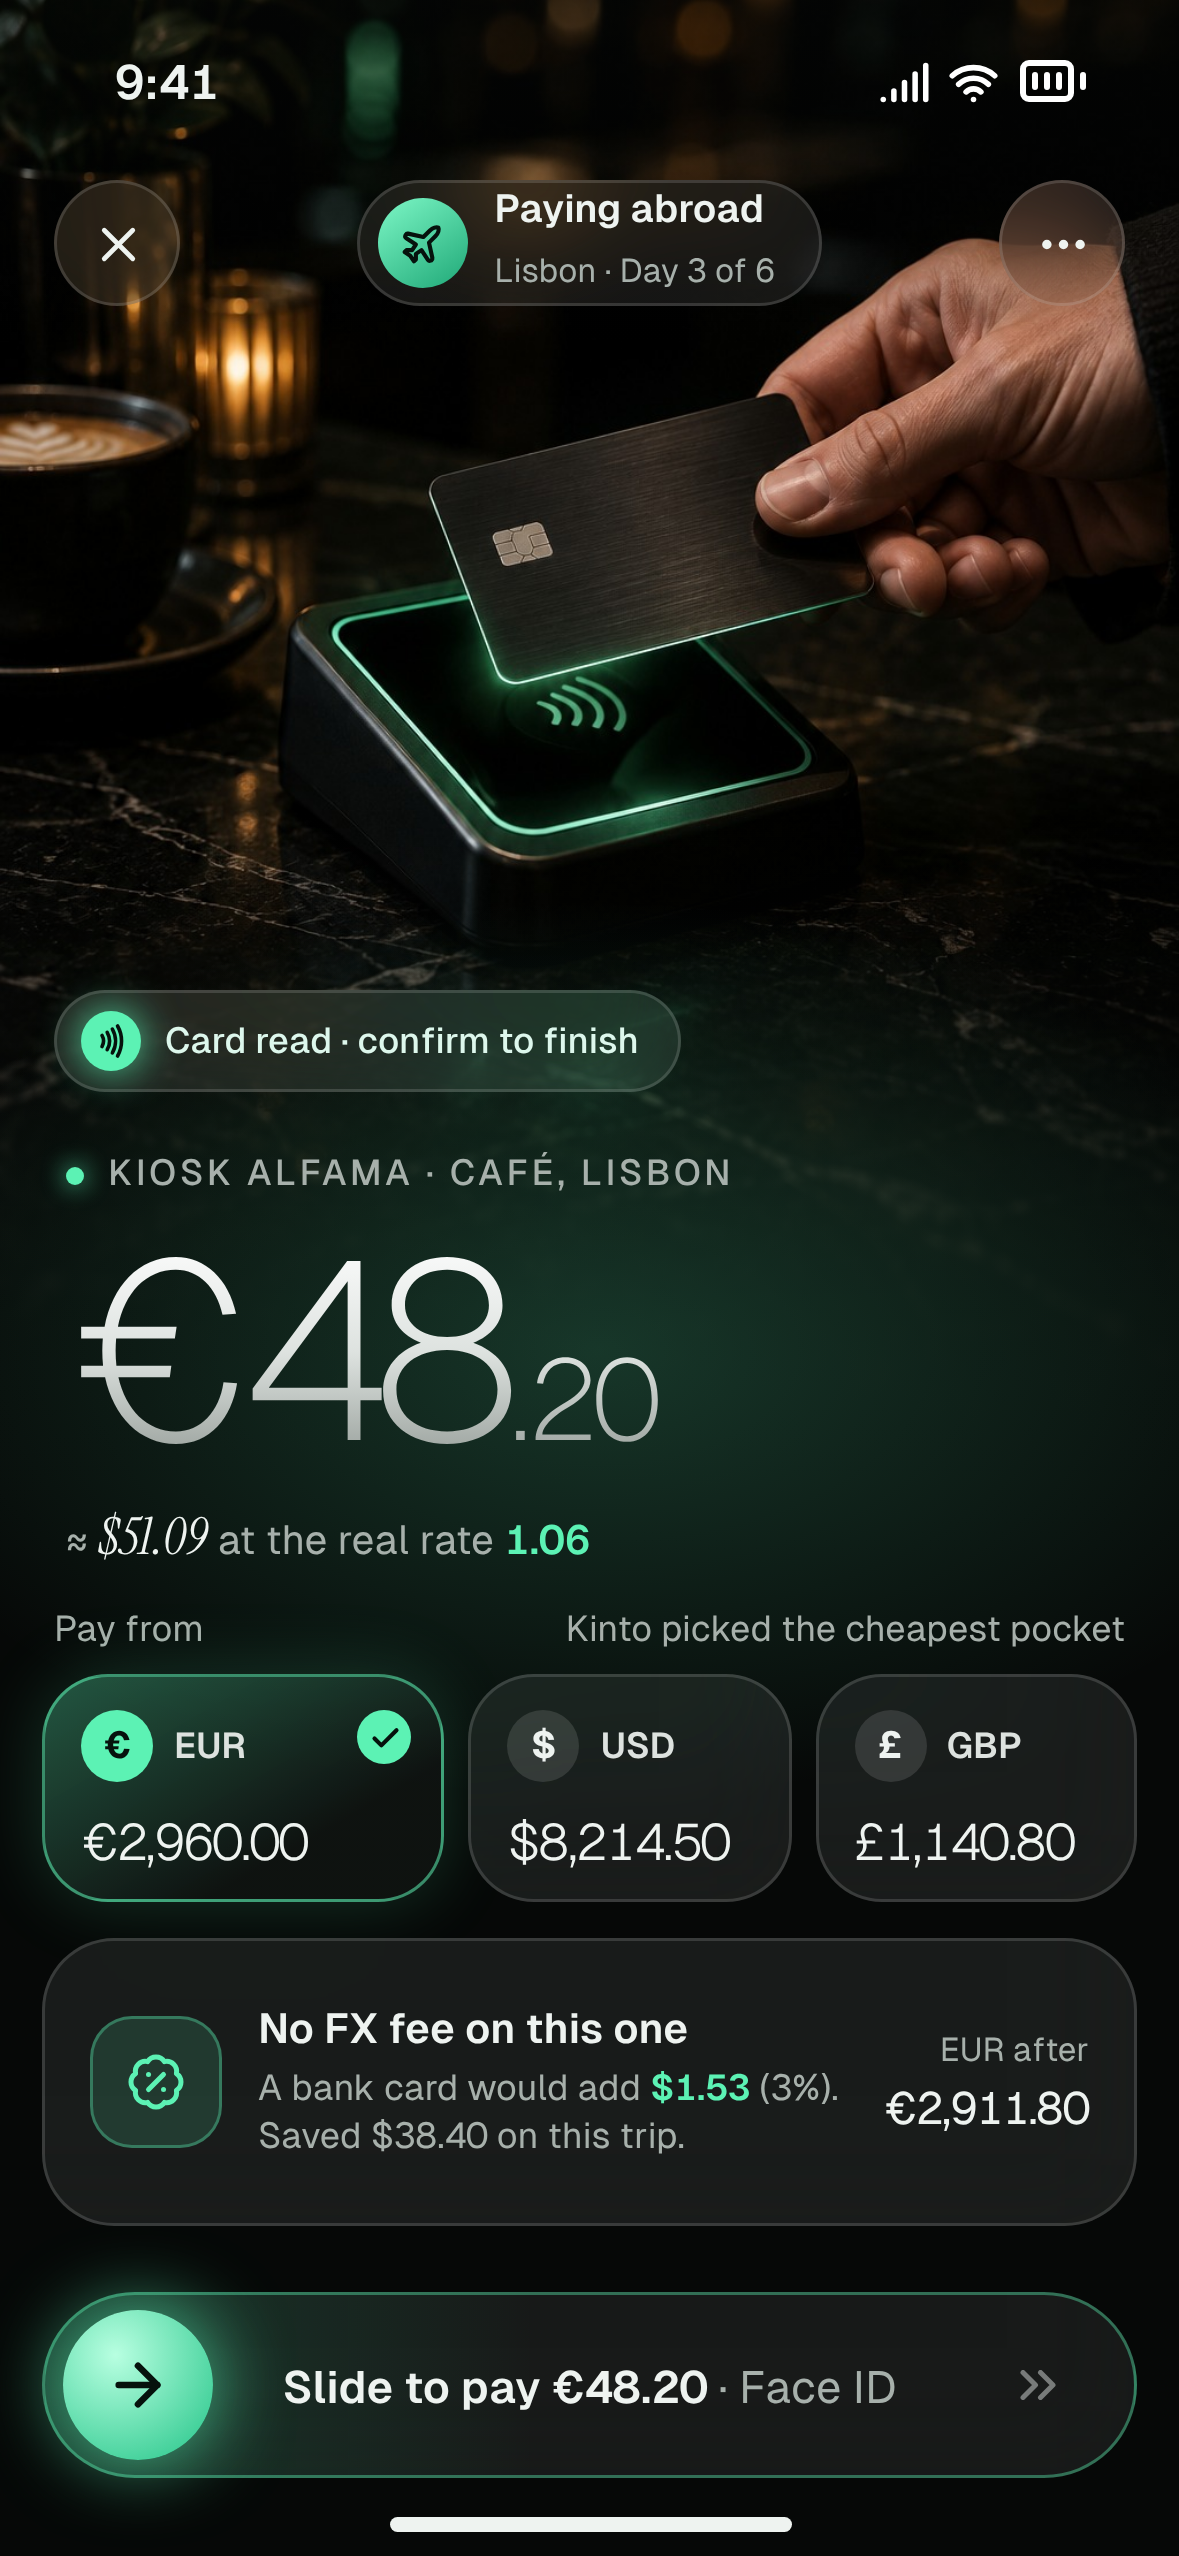 9:41
Paying abroad
Lisbon · Day 3 of 6
Card read · confirm to finish
KIOSK ALFAMA · CAFÉ, LISBON
€48.20
≈ $51.09 at the real rate 1.06
Pay from
Kinto picked the cheapest pocket
€ EUR
€2,960.00
$ USD
$8,214.50
£ GBP
£1,140.80
No FX fee on this one
A bank card would add $1.53 (3%).
Saved $38.40 on this trip.
EUR after
€2,911.80
Slide to pay €48.20 · Face ID